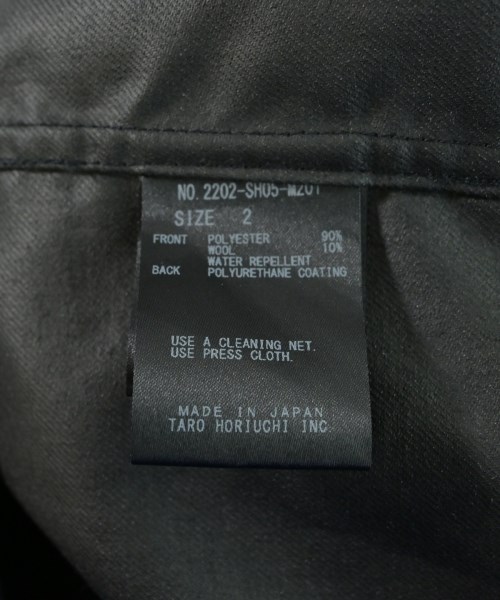 NO. 2202-SH05-M201
SIZE 2
FRONT POLYESTER 90%
WOOL 10%
WATER REPELLENT
BACK POLYURETHANE COATING
USE A CLEANING NET.
USE PRESS CLOTH.
MADE IN JAPAN
TARO HORIUCHI INC.